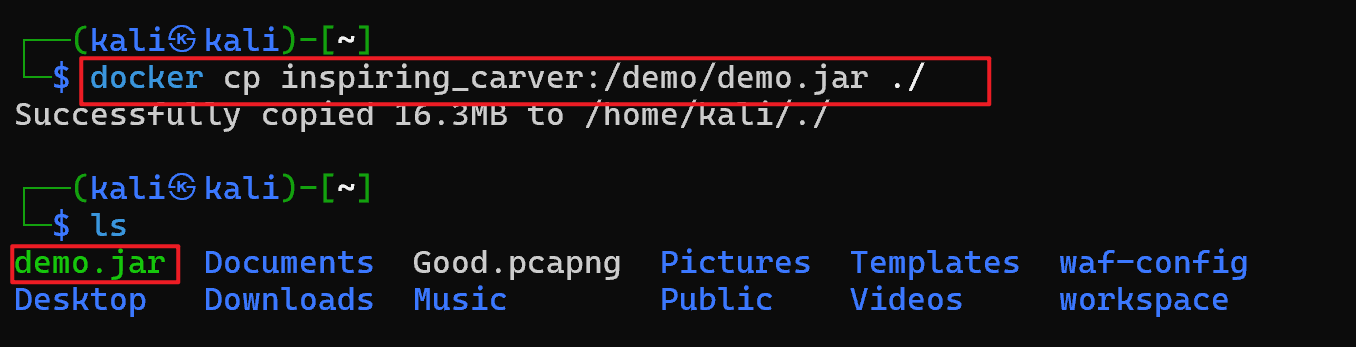 ┌──(kali㉿kali)-[~]
└─$ docker cp inspiring_carver:/demo/demo.jar ./
Successfully copied 16.3MB to /home/kali/./
┌──(kali㉿kali)-[~]
└─$ ls
demo.jar Documents Good.pcapng Pictures Templates waf-config
Desktop Downloads Music Public Videos workspace